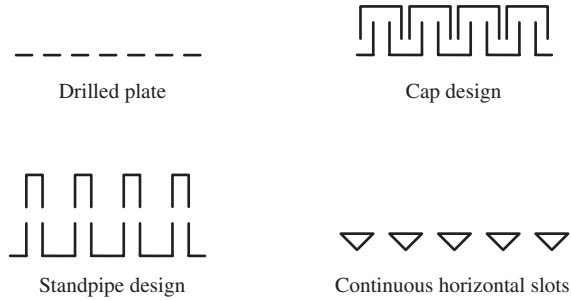 Drilled plate
Cap design
Standpipe design
Continuous horizontal slots